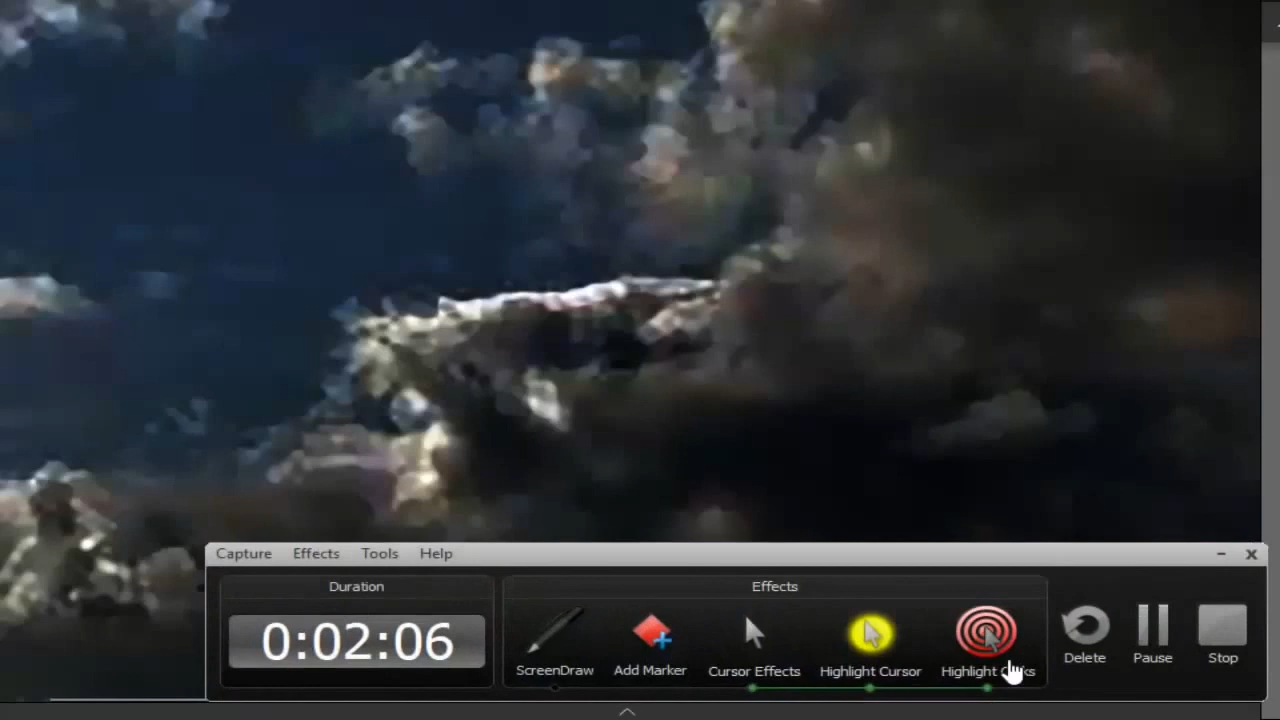 Capture Effects Tools Help
Duration Effects
0:02:06
ScreenDraw Add Marker Cursor Effects Highlight Cursor Highlight
Delete Pause Stop